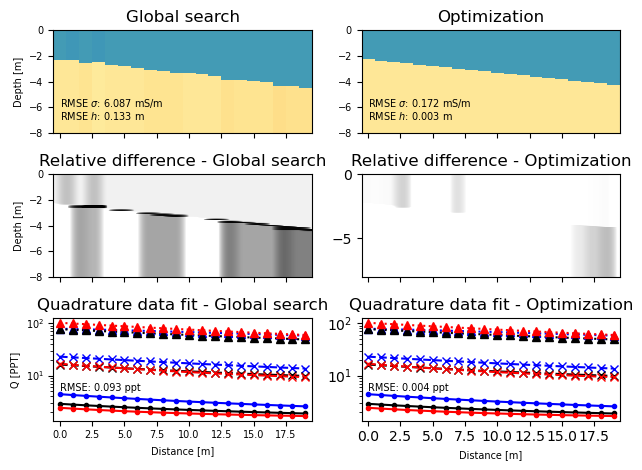 Global search
Optimization
0
−2
−4
−6
−8
Depth [m]
RMSE σ: 6.087 mS/m
RMSE h: 0.133 m
0
−2
−4
−6
−8
RMSE σ: 0.172 mS/m
RMSE h: 0.003 m
Relative difference - Global search
Relative difference - Optimization
0
−2
−4
−6
−8
Depth [m]
0
−5
Quadrature data fit - Global search
Quadrature data fit - Optimization
10²
10¹
Q [PPT]
RMSE: 0.093 ppt
0.0 2.5 5.0 7.5 10.0 12.5 15.0 17.5
Distance [m]
10²
10¹
RMSE: 0.004 ppt
0.0 2.5 5.0 7.5 10.0 12.5 15.0 17.5
Distance [m]